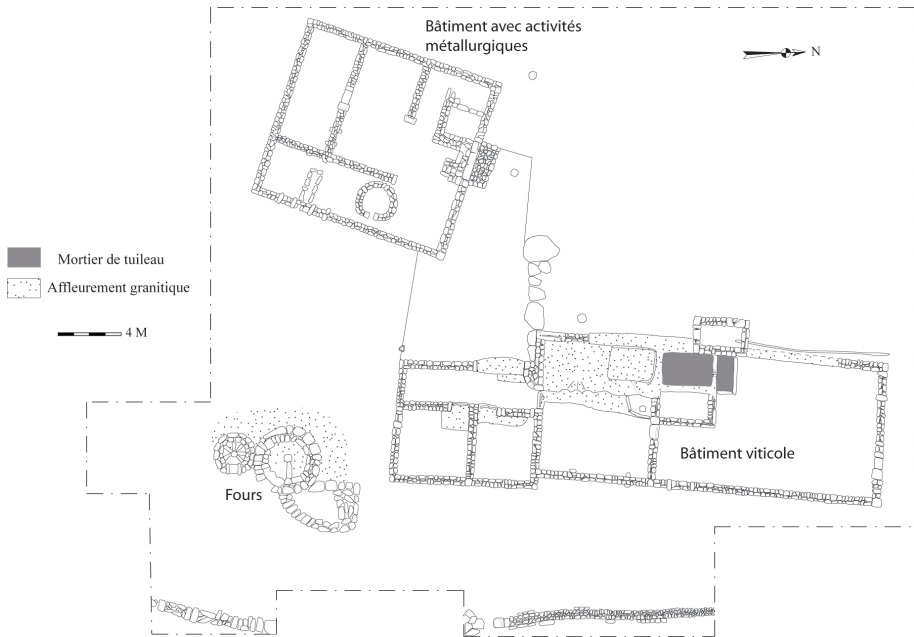 Bâtiment avec activités
métallurgiques
N
Mortier de tuileau
Affleurement granitique
4 M
Bâtiment viticole
Fours